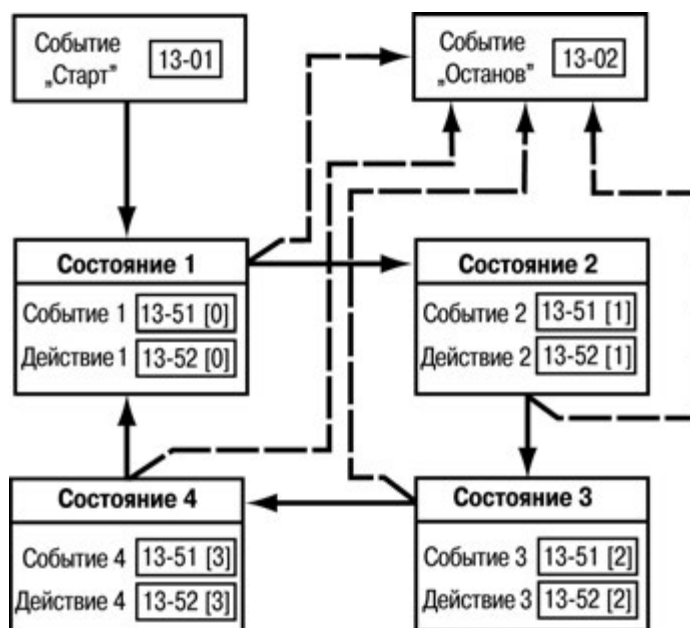 Событие
„Старт”
13-01
Событие
„Останов”
13-02
Состояние 1
Событие 1 13-51 [0]
Действие 1 13-52 [0]
Состояние 2
Событие 2 13-51 [1]
Действие 2 13-52 [1]
Состояние 4
Событие 4 13-51 [3]
Действие 4 13-52 [3]
Состояние 3
Событие 3 13-51 [2]
Действие 3 13-52 [2]